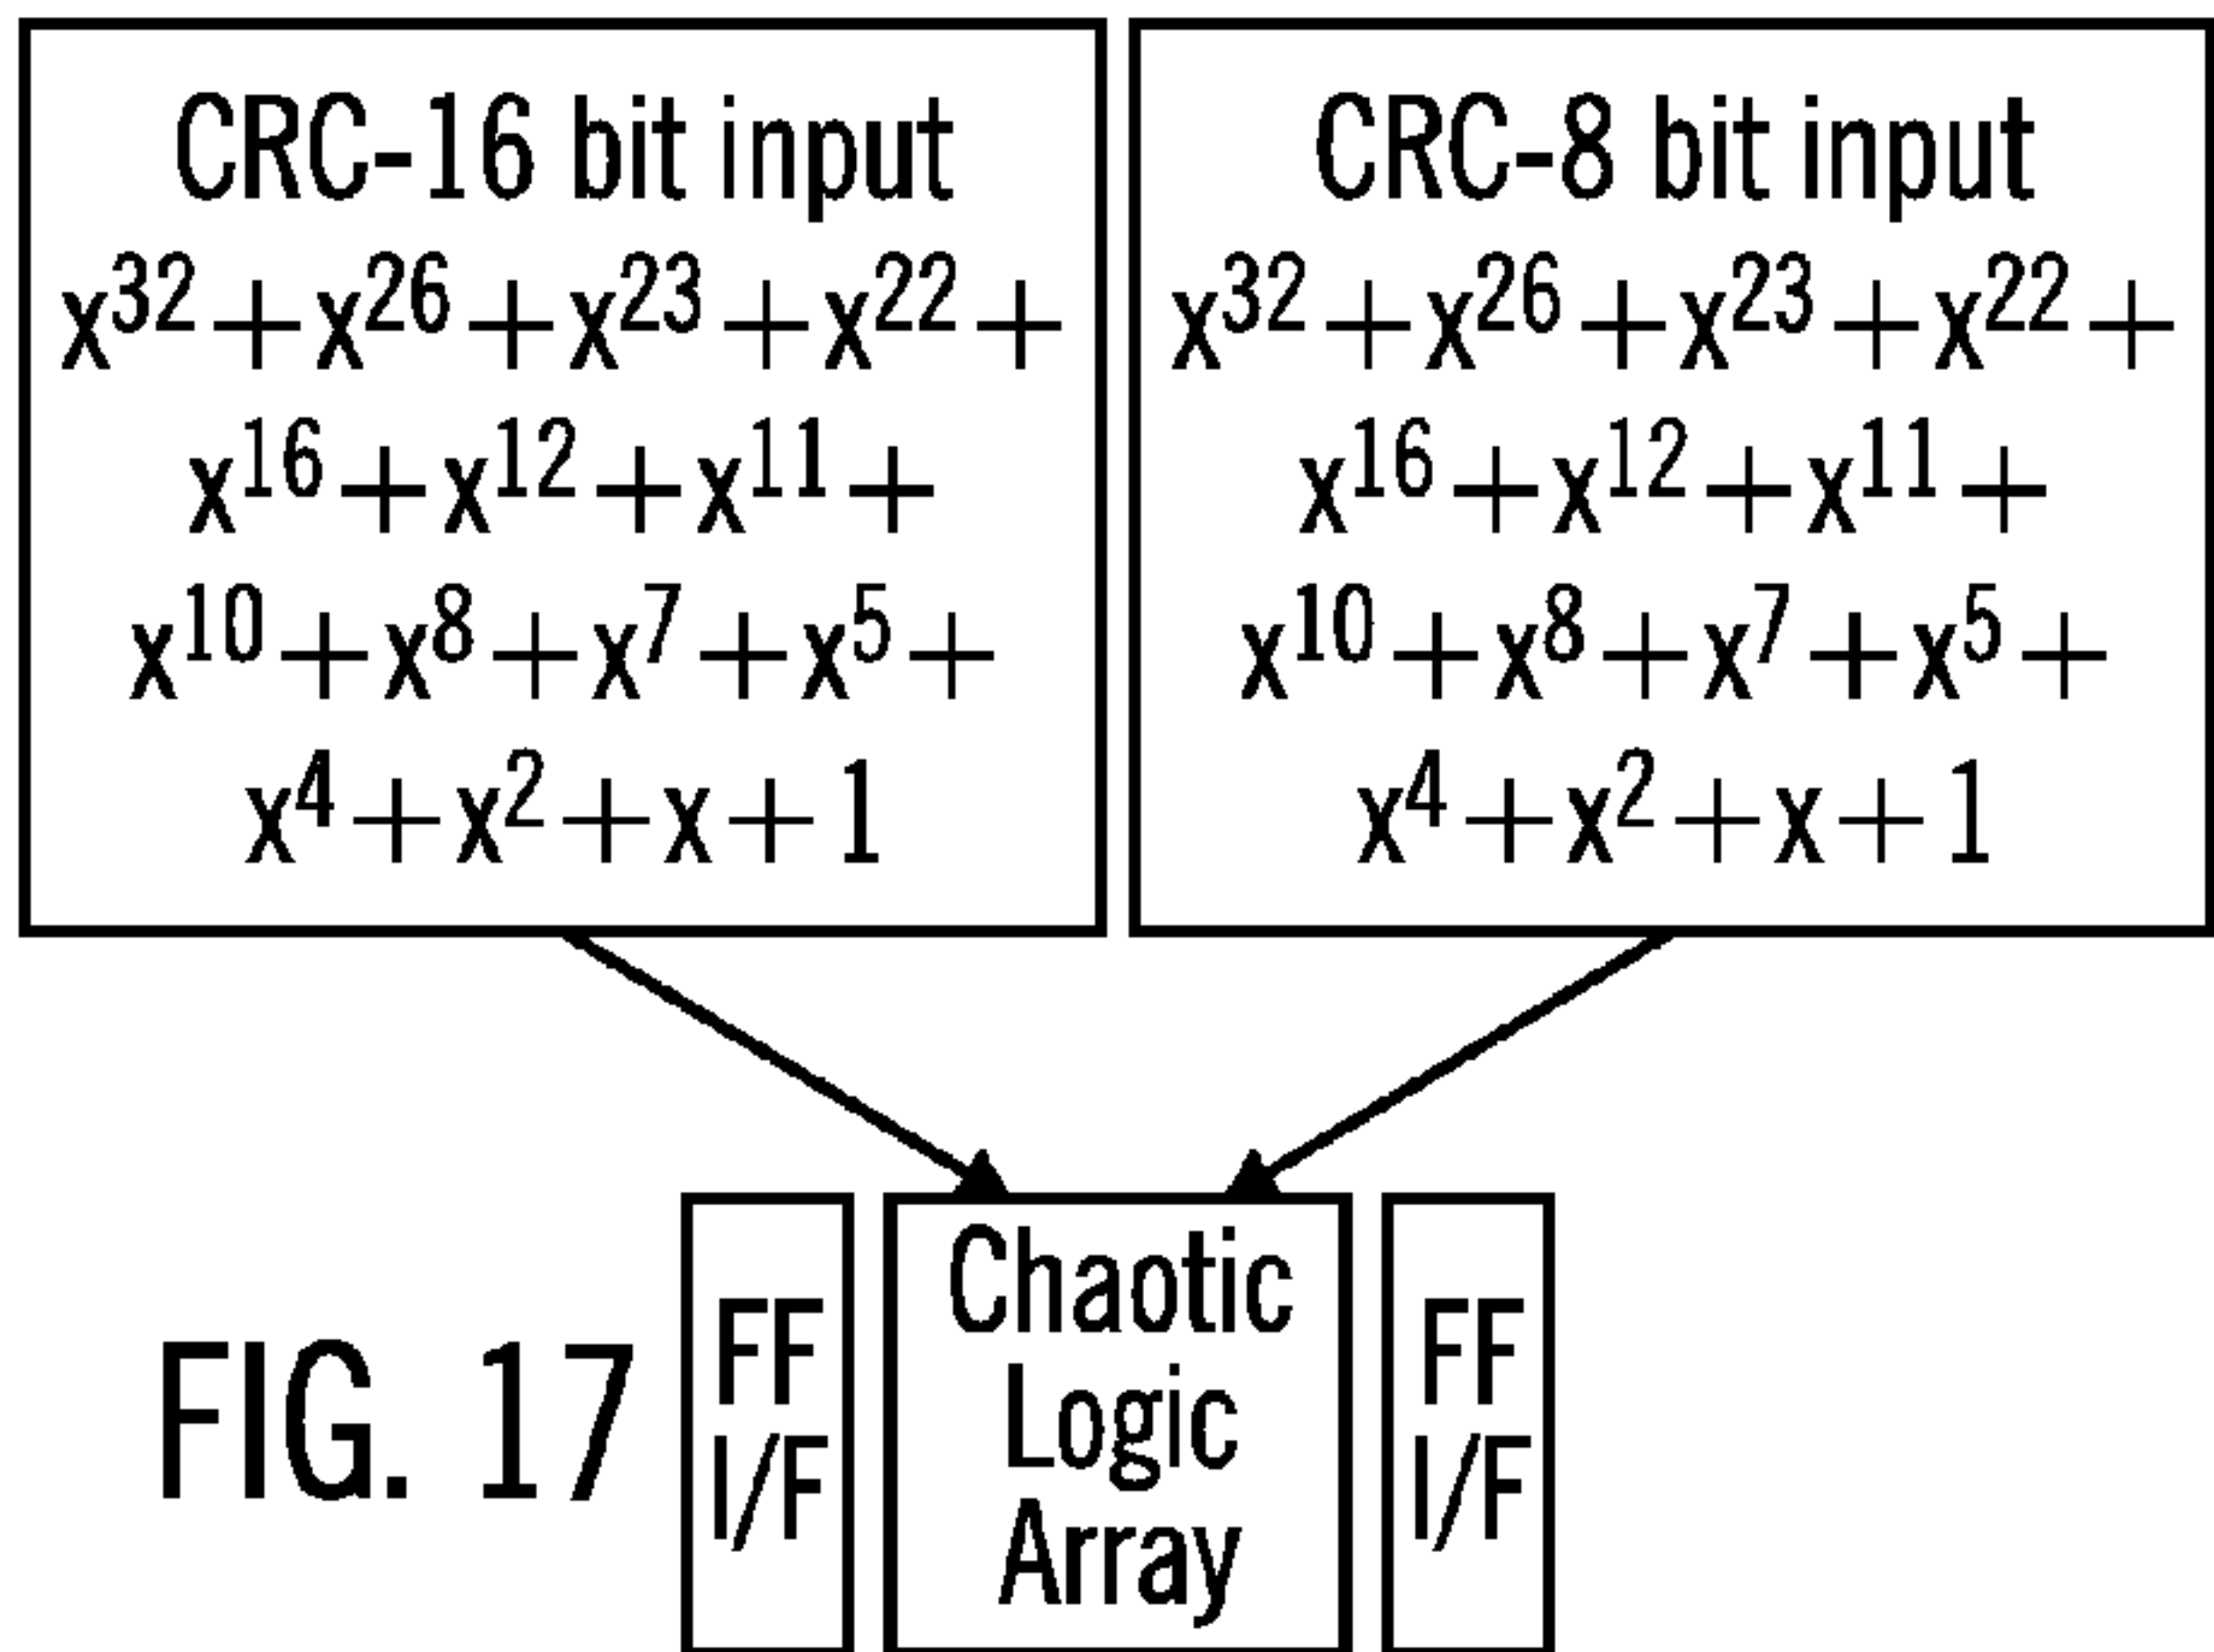 CRC-16 bit input
x³²+x²⁶+x²³+x²²+
x¹⁶+x¹²+x¹¹+
x¹⁰+x⁸+x⁷+x⁵+
x⁴+x²+x+1
CRC-8 bit input
x³²+x²⁶+x²³+x²²+
x¹⁶+x¹²+x¹¹+
x¹⁰+x⁸+x⁷+x⁵+
x⁴+x²+x+1
FIG. 17
FF
I/F
Chaotic
Logic
Array
FF
I/F